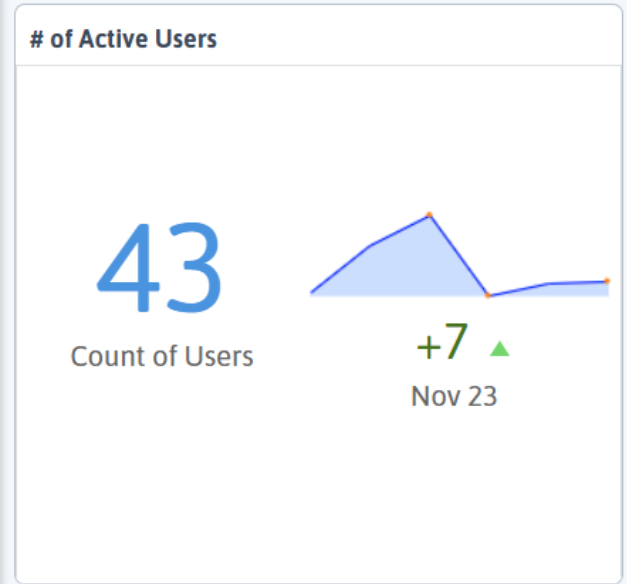 # of Active Users
43
Count of Users
+7
Nov 23